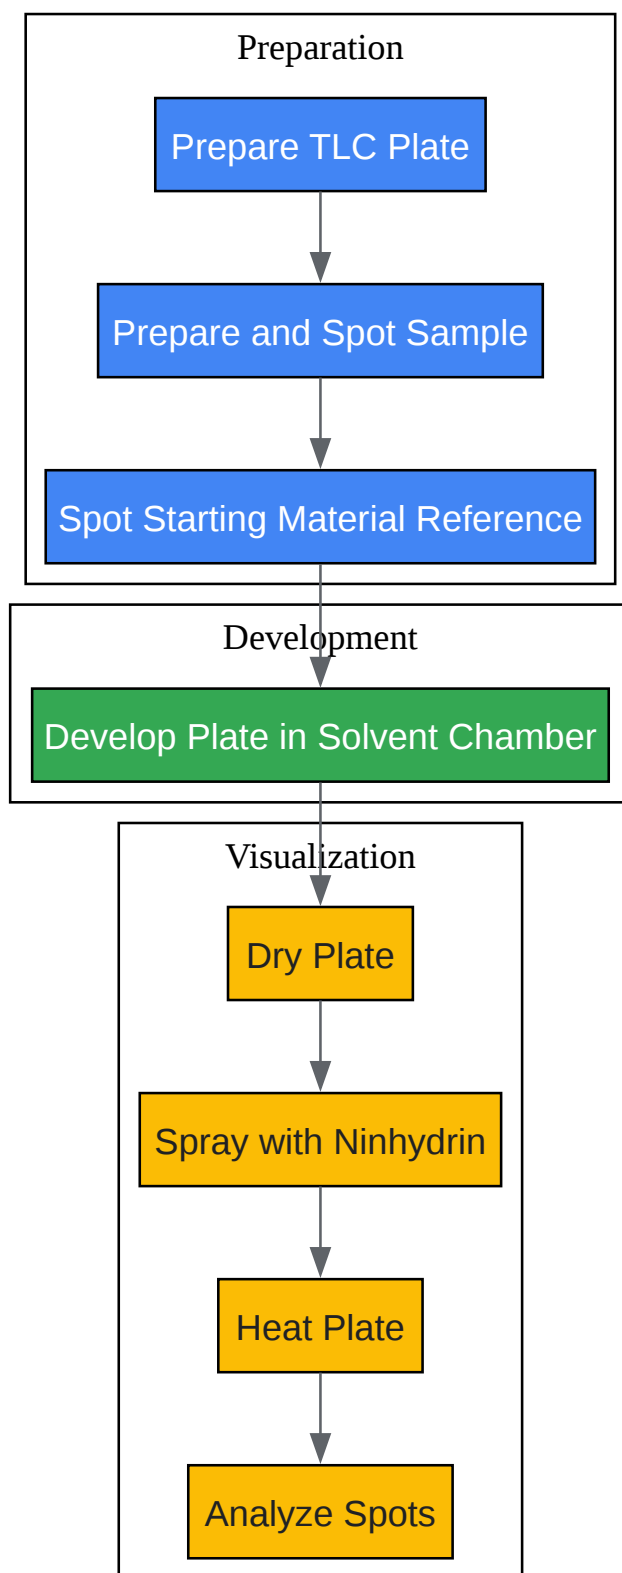 Preparation
Prepare TLC Plate
Prepare and Spot Sample
Spot Starting Material Reference
Development
Develop Plate in Solvent Chamber
Visualization
Dry Plate
Spray with Ninhydrin
Heat Plate
Analyze Spots